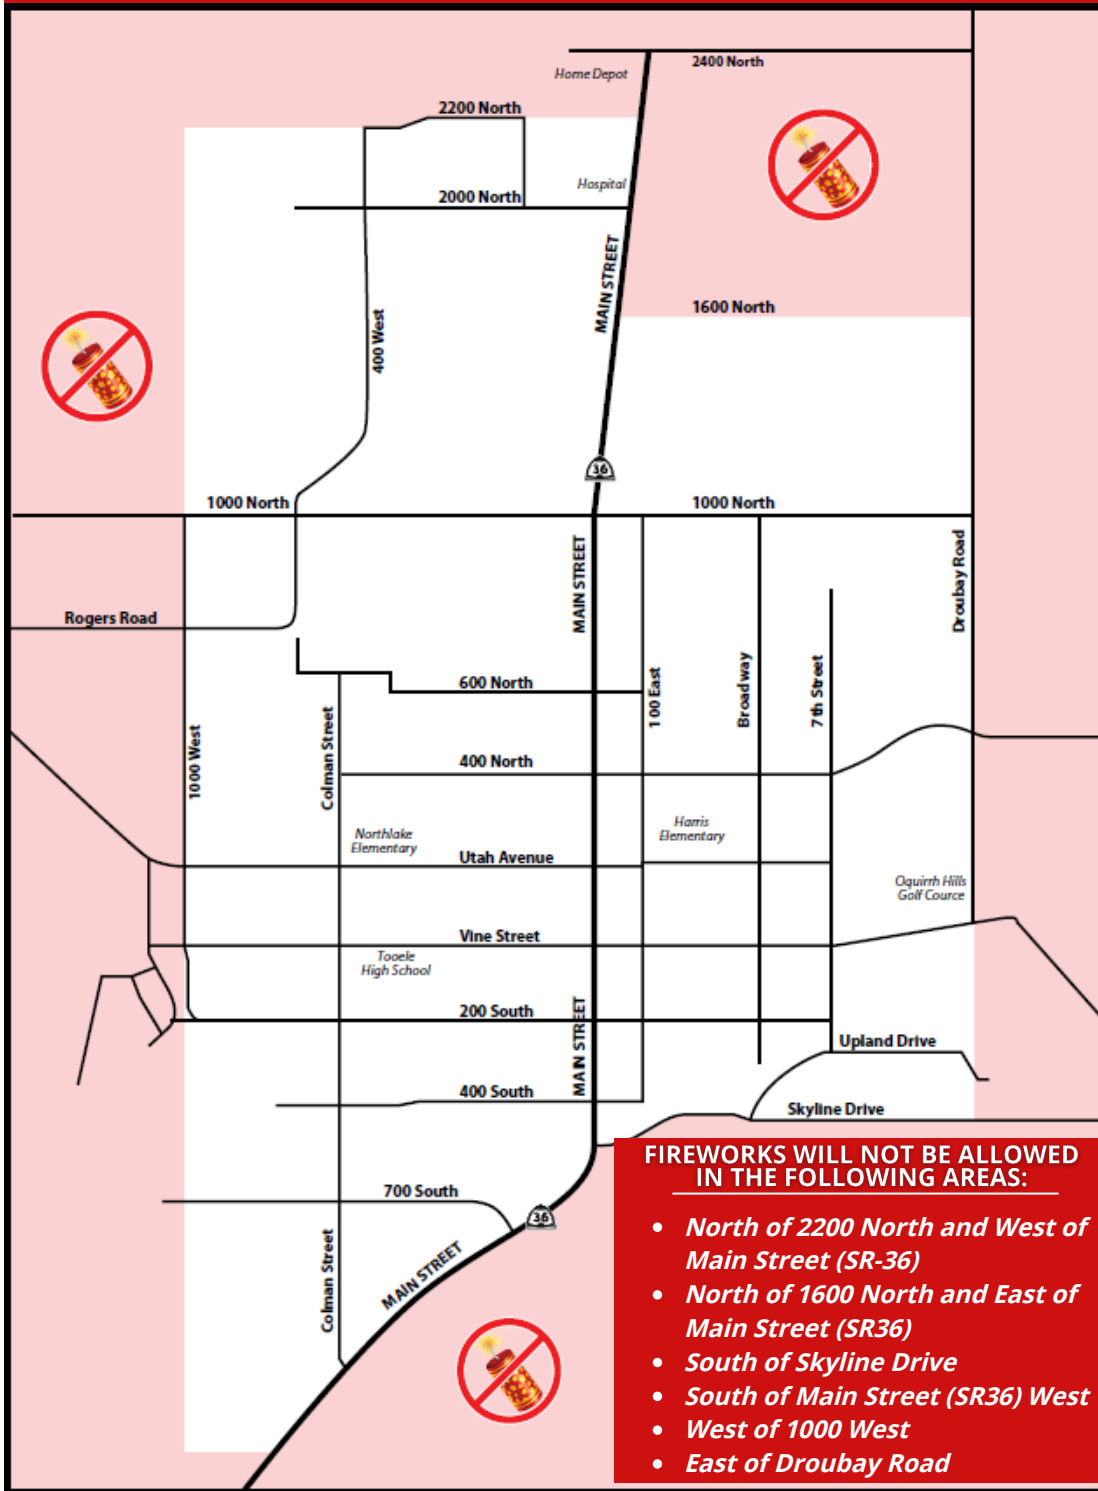 2400 North
Home Depot
2200 North
Hospital
2000 North
MAIN STREET
1600 North
400 West
36
1000 North
1000 North
MAIN STREET
Droubay Road
Rogers Road
600 North
100 East
Broadway
7th Street
Colman Street
1000 West
400 North
Northlake
Elementary
Harris
Elementary
Utah Avenue
Oquirrh Hills
Golf Cource
Vine Street
Tooele
High School
200 South
MAIN STREET
Upland Drive
400 South
Skyline Drive
700 South
36
Colman Street
MAIN STREET
FIREWORKS WILL NOT BE ALLOWED
IN THE FOLLOWING AREAS:
• North of 2200 North and West of
Main Street (SR-36)
• North of 1600 North and East of
Main Street (SR36)
• South of Skyline Drive
• South of Main Street (SR36) West
• West of 1000 West
• East of Droubay Road